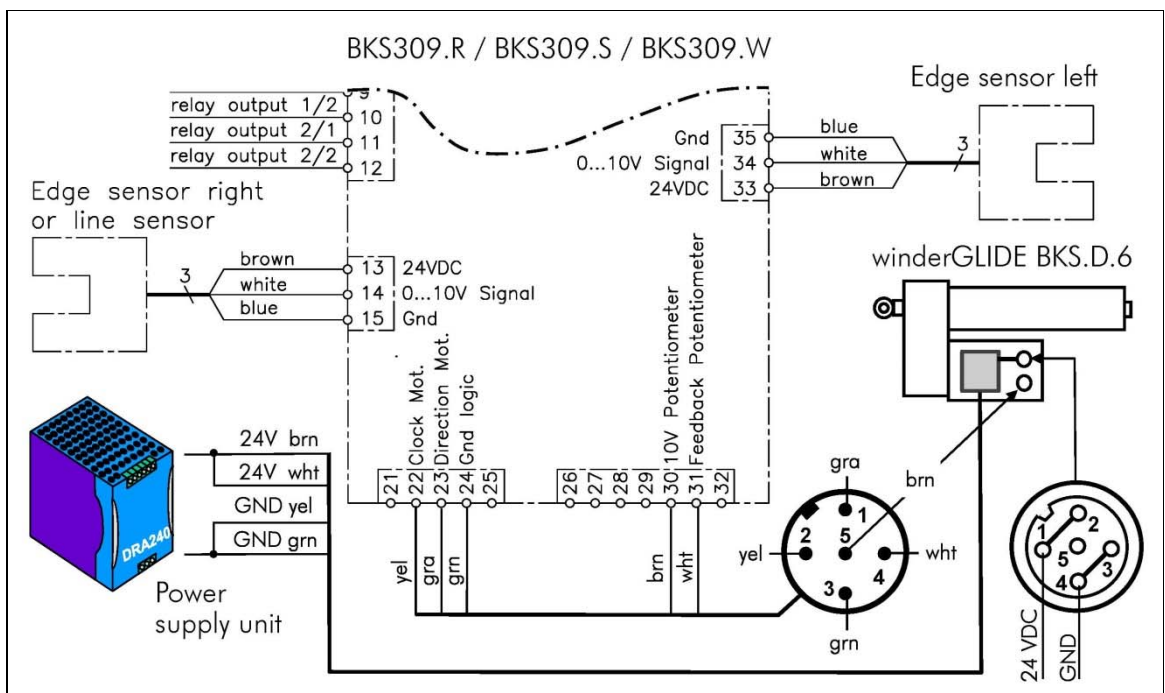 BKS309.R / BKS309.S / BKS309.W
Edge sensor left
9
relay output 1/2
10
relay output 2/1
11
relay output 2/2
12
Gnd 35 blue
0...10V Signal 34 white 3
24VDC 33 brown
Edge sensor right
or line sensor
3 brown 13 24VDC
white 14 0...10V Signal
blue 15 Gnd
winderGLIDE BKS.D.6
Clock Mot.
Direction Mot.
Gnd logic
10V Potentiometer
Feedback Potentiometer
21 22 23 24 25
26 27 28 29 30 31 32
24V brn
24V wht
GND yel
GND grn
DRA240
Power
supply unit
yel gra grn
brn wht
gra
brn
1
yel 2 5 4 wht
3
grn
1 2
5
4 3
24 VDC
GND